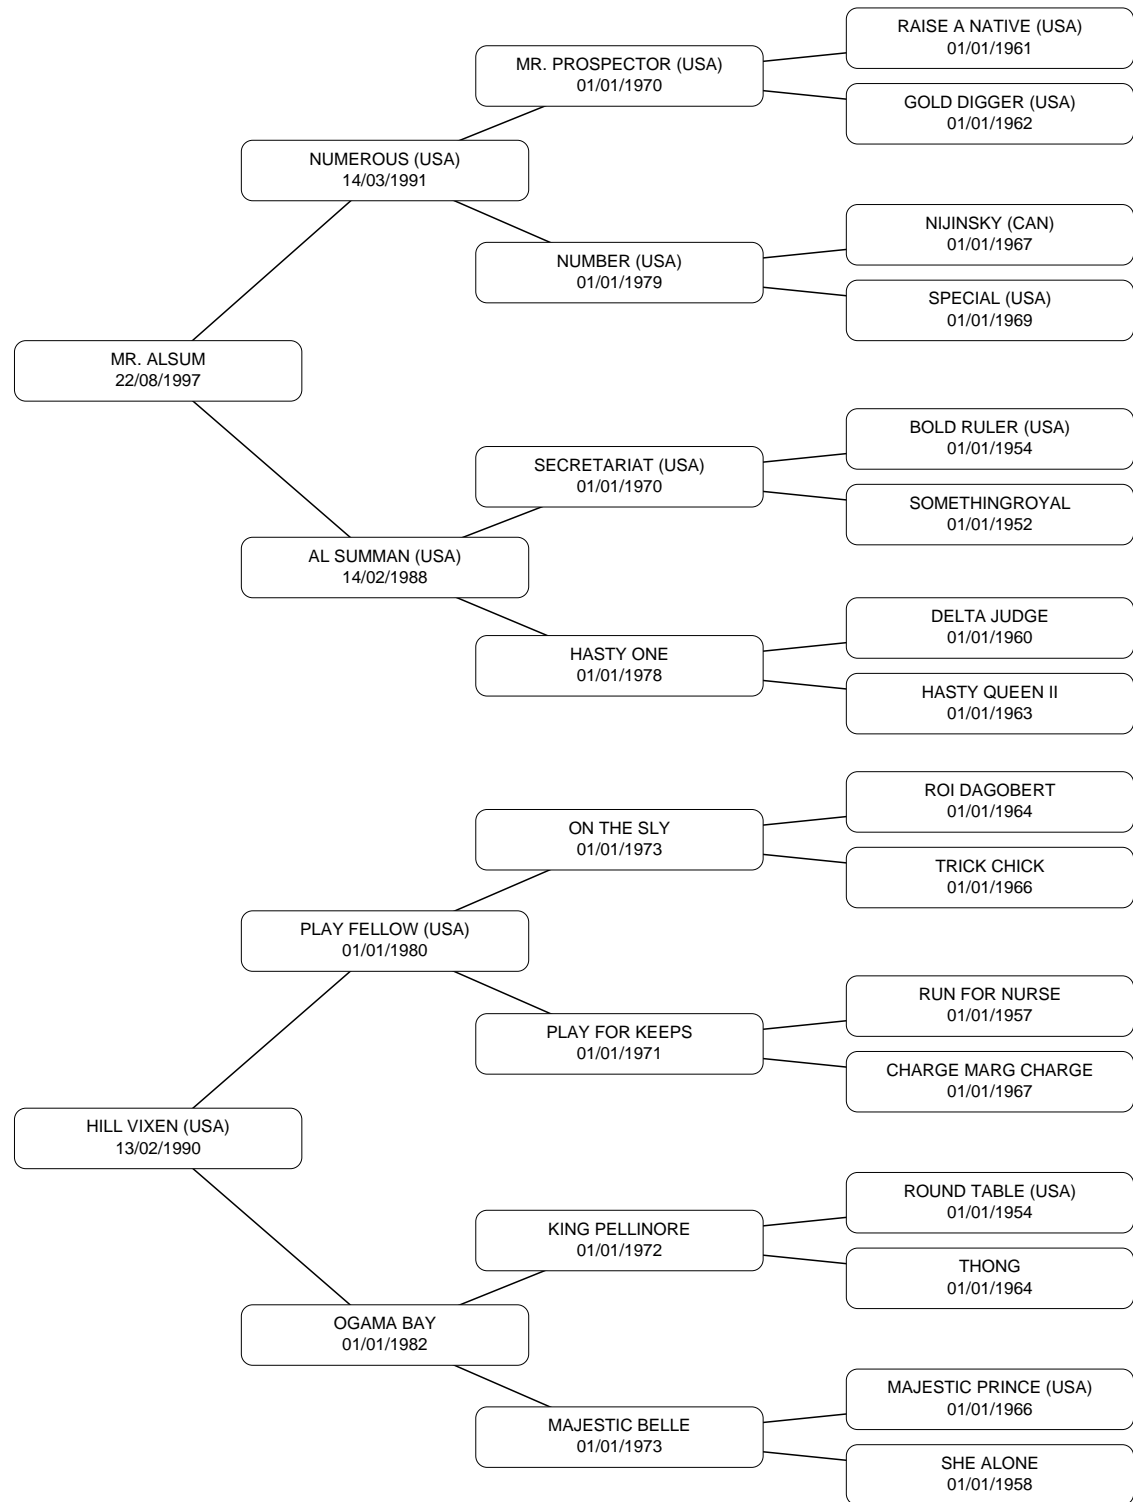 RAISE A NATIVE (USA)
01/01/1961
MR. PROSPECTOR (USA)
01/01/1970
GOLD DIGGER (USA)
01/01/1962
NUMEROUS (USA)
14/03/1991
NIJINSKY (CAN)
01/01/1967
NUMBER (USA)
01/01/1979
SPECIAL (USA)
01/01/1969
MR. ALSUM
22/08/1997
BOLD RULER (USA)
01/01/1954
SECRETARIAT (USA)
01/01/1970
SOMETHINGROYAL
01/01/1952
AL SUMMAN (USA)
14/02/1988
DELTA JUDGE
01/01/1960
HASTY ONE
01/01/1978
HASTY QUEEN II
01/01/1963
ROI DAGOBERT
01/01/1964
ON THE SLY
01/01/1973
TRICK CHICK
01/01/1966
PLAY FELLOW (USA)
01/01/1980
RUN FOR NURSE
01/01/1957
PLAY FOR KEEPS
01/01/1971
CHARGE MARG CHARGE
01/01/1967
HILL VIXEN (USA)
13/02/1990
ROUND TABLE (USA)
01/01/1954
KING PELLINORE
01/01/1972
THONG
01/01/1964
OGAMA BAY
01/01/1982
MAJESTIC PRINCE (USA)
01/01/1966
MAJESTIC BELLE
01/01/1973
SHE ALONE
01/01/1958